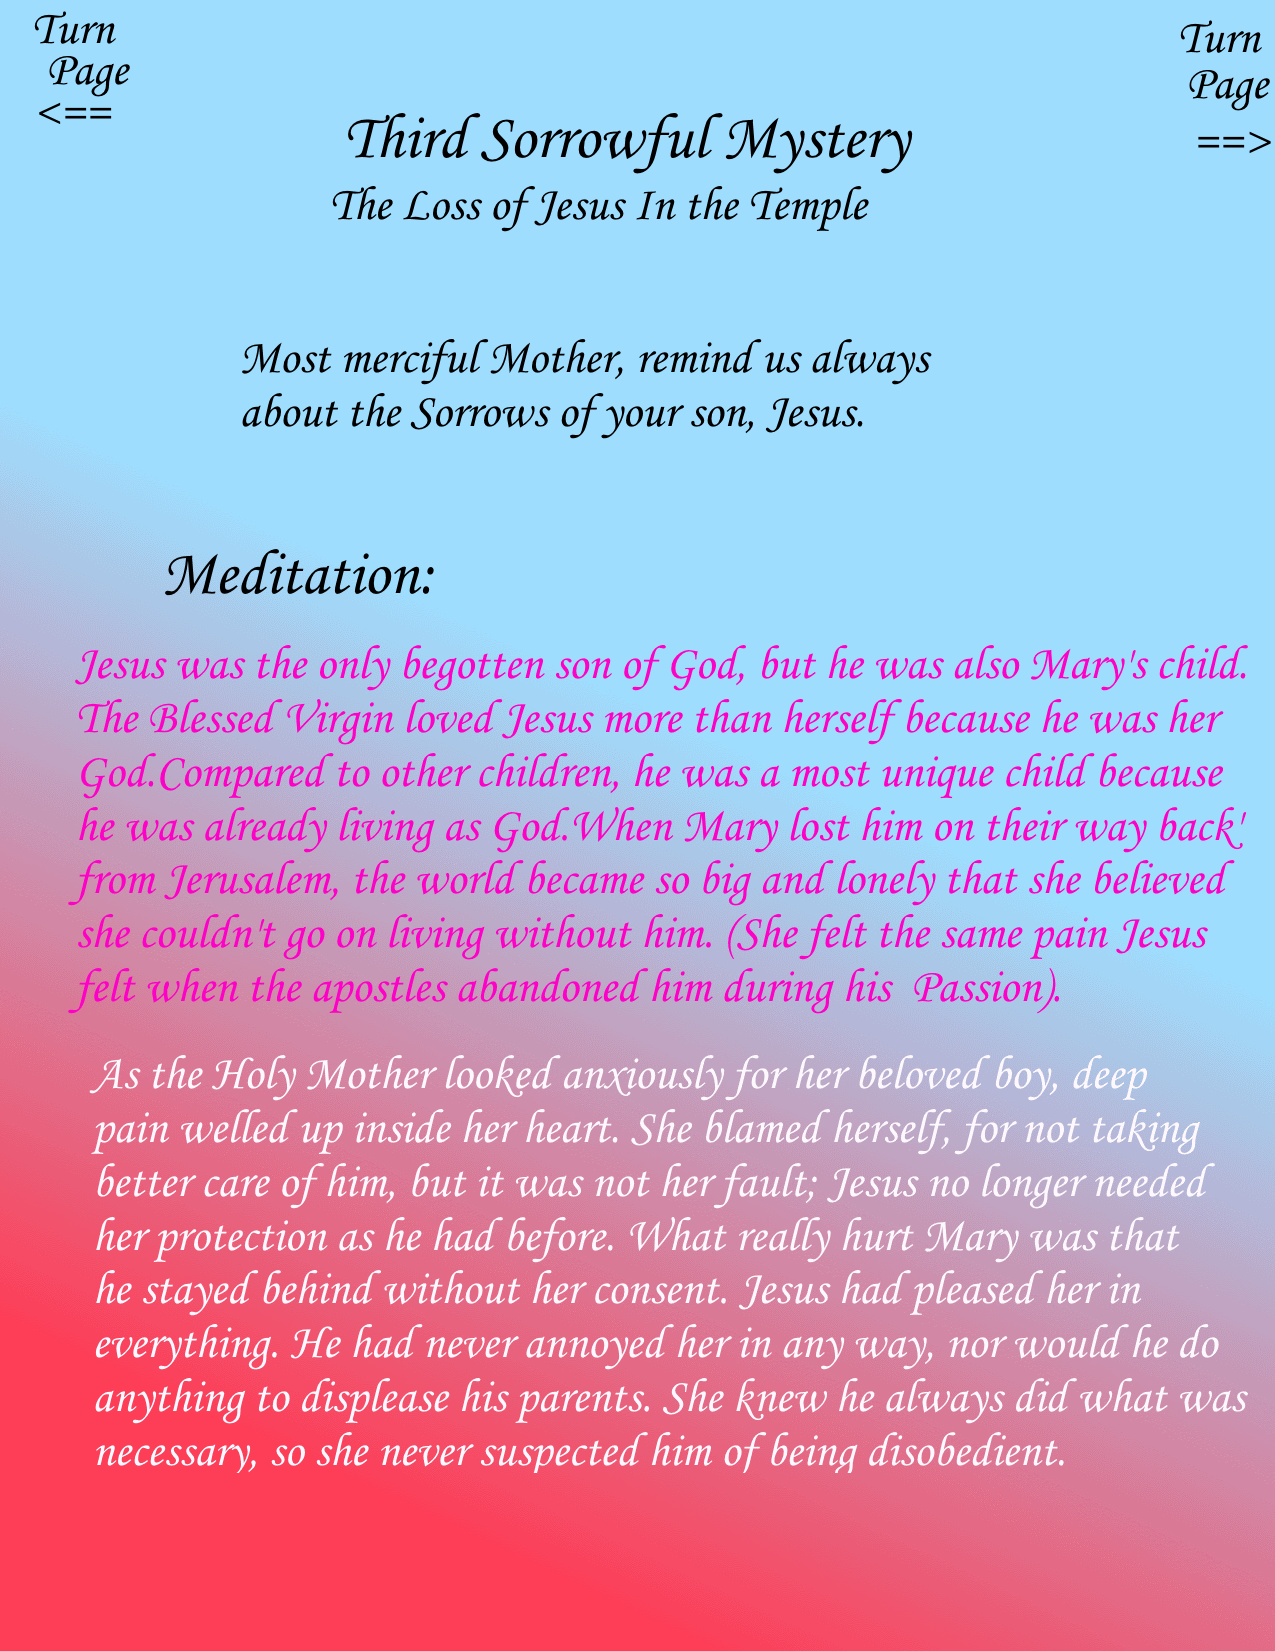 Turn
Page
<==
Turn
Page
==>
Third Sorrowful Mystery
The Loss of Jesus In the Temple
Most merciful Mother, remind us always
about the Sorrows of your son, Jesus.
Meditation:
Jesus was the only begotten son of God, but he was also Mary's child.
The Blessed Virgin loved Jesus more than herself because he was her
God.Compared to other children, he was a most unique child because
he was already living as God.When Mary lost him on their way back'
from Jerusalem, the world became so big and lonely that she believed
she couldn't go on living without him. (She felt the same pain Jesus
felt when the apostles abandoned him during his  Passion).
As the Holy Mother looked anxiously for her beloved boy, deep
pain welled up inside her heart. She blamed herself, for not taking
better care of him, but it was not her fault; Jesus no longer needed
her protection as he had before. What really hurt Mary was that
he stayed behind without her consent. Jesus had pleased her in
everything. He had never annoyed her in any way, nor would he do
anything to displease his parents. She knew he always did what was
necessary, so she never suspected him of being disobedient.